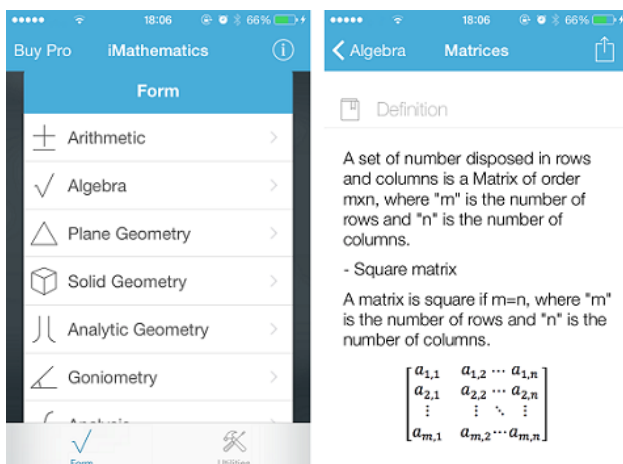 18:06 66%
Buy Pro iMathematics
Form
Arithmetic
Algebra
Plane Geometry
Solid Geometry
Analytic Geometry
Goniometry
Form
18:06 66%
Algebra Matrices
Definition
A set of number disposed in rows
and columns is a Matrix of order
mxn, where "m" is the number of
rows and "n" is the number of
columns.
- Square matrix
A matrix is square if m=n, where "m"
is the number of rows and "n" is the
number of columns.
a1,1 a1,2 ⋯ a1,n
a2,1 a2,2 ⋯ a2,n
⋮ ⋮ ⋱ ⋮
am,1 am,2 ⋯ am,n